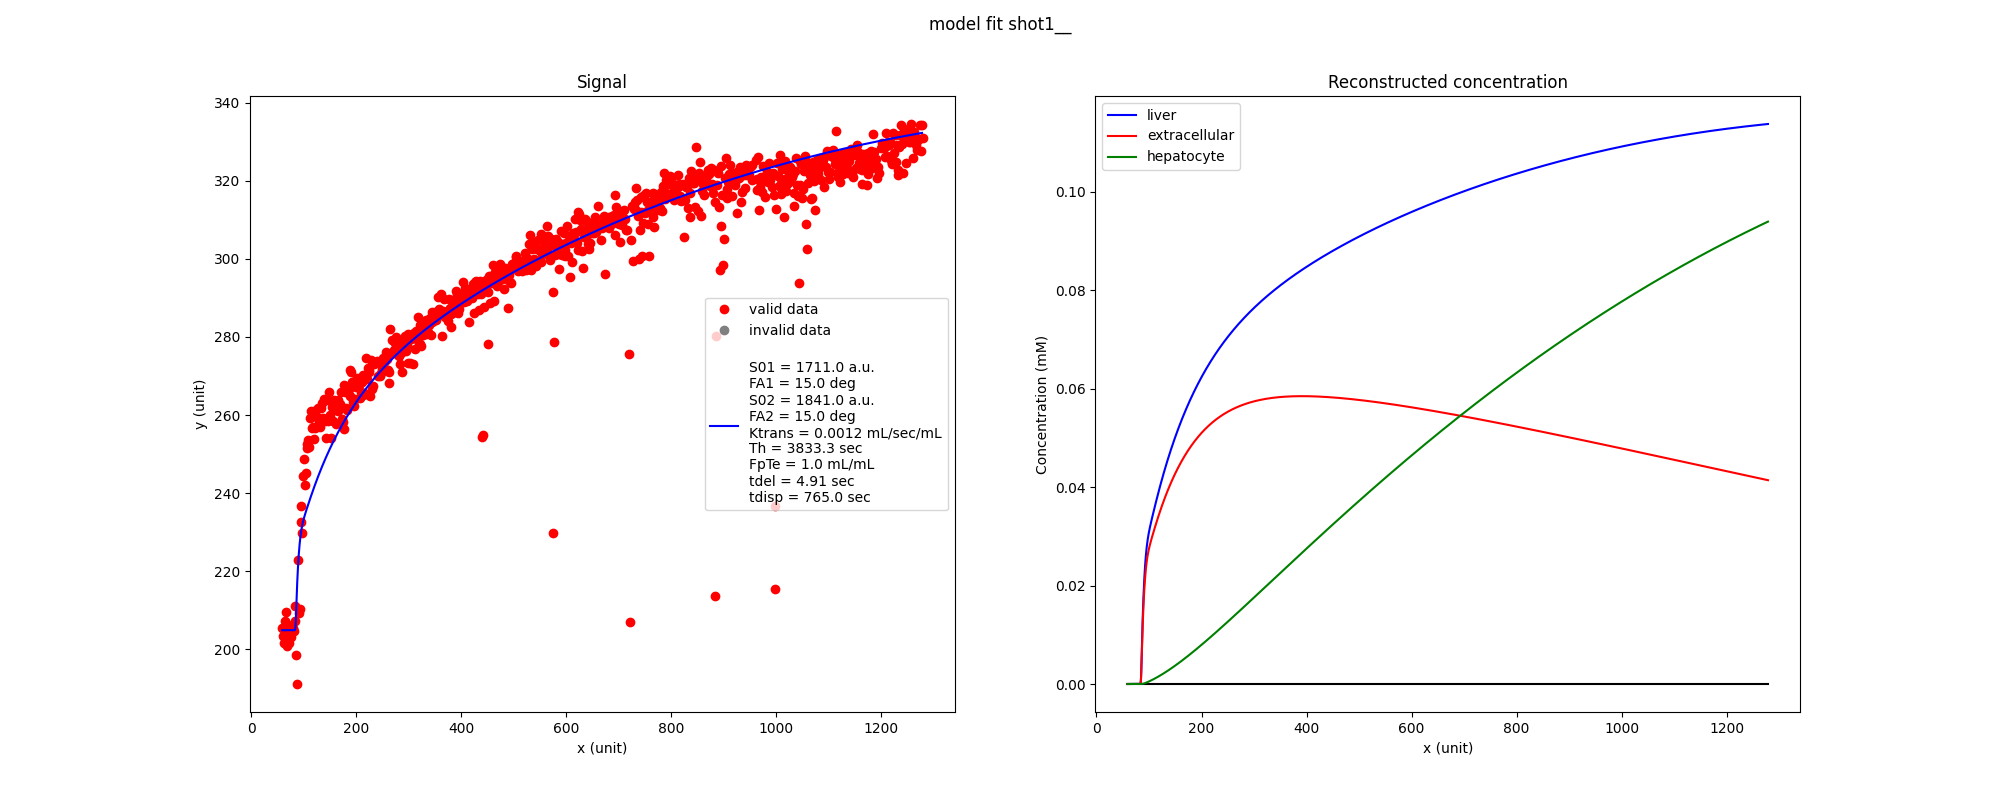 model fit shot1__
Signal
340
320
300
280
260
240
220
200
y (unit)
0
200
400
600
800
1000
1200
x (unit)
valid data
invalid data
S01 = 1711.0 a.u.
FA1 = 15.0 deg
S02 = 1841.0 a.u.
FA2 = 15.0 deg
Ktrans = 0.0012 mL/sec/mL
Th = 3833.3 sec
FpTe = 1.0 mL/mL
tdel = 4.91 sec
tdisp = 765.0 sec
Reconstructed concentration
liver
extracellular
hepatocyte
0.10
0.08
0.06
0.04
0.02
0.00
Concentration (mM)
0
200
400
600
800
1000
1200
x (unit)